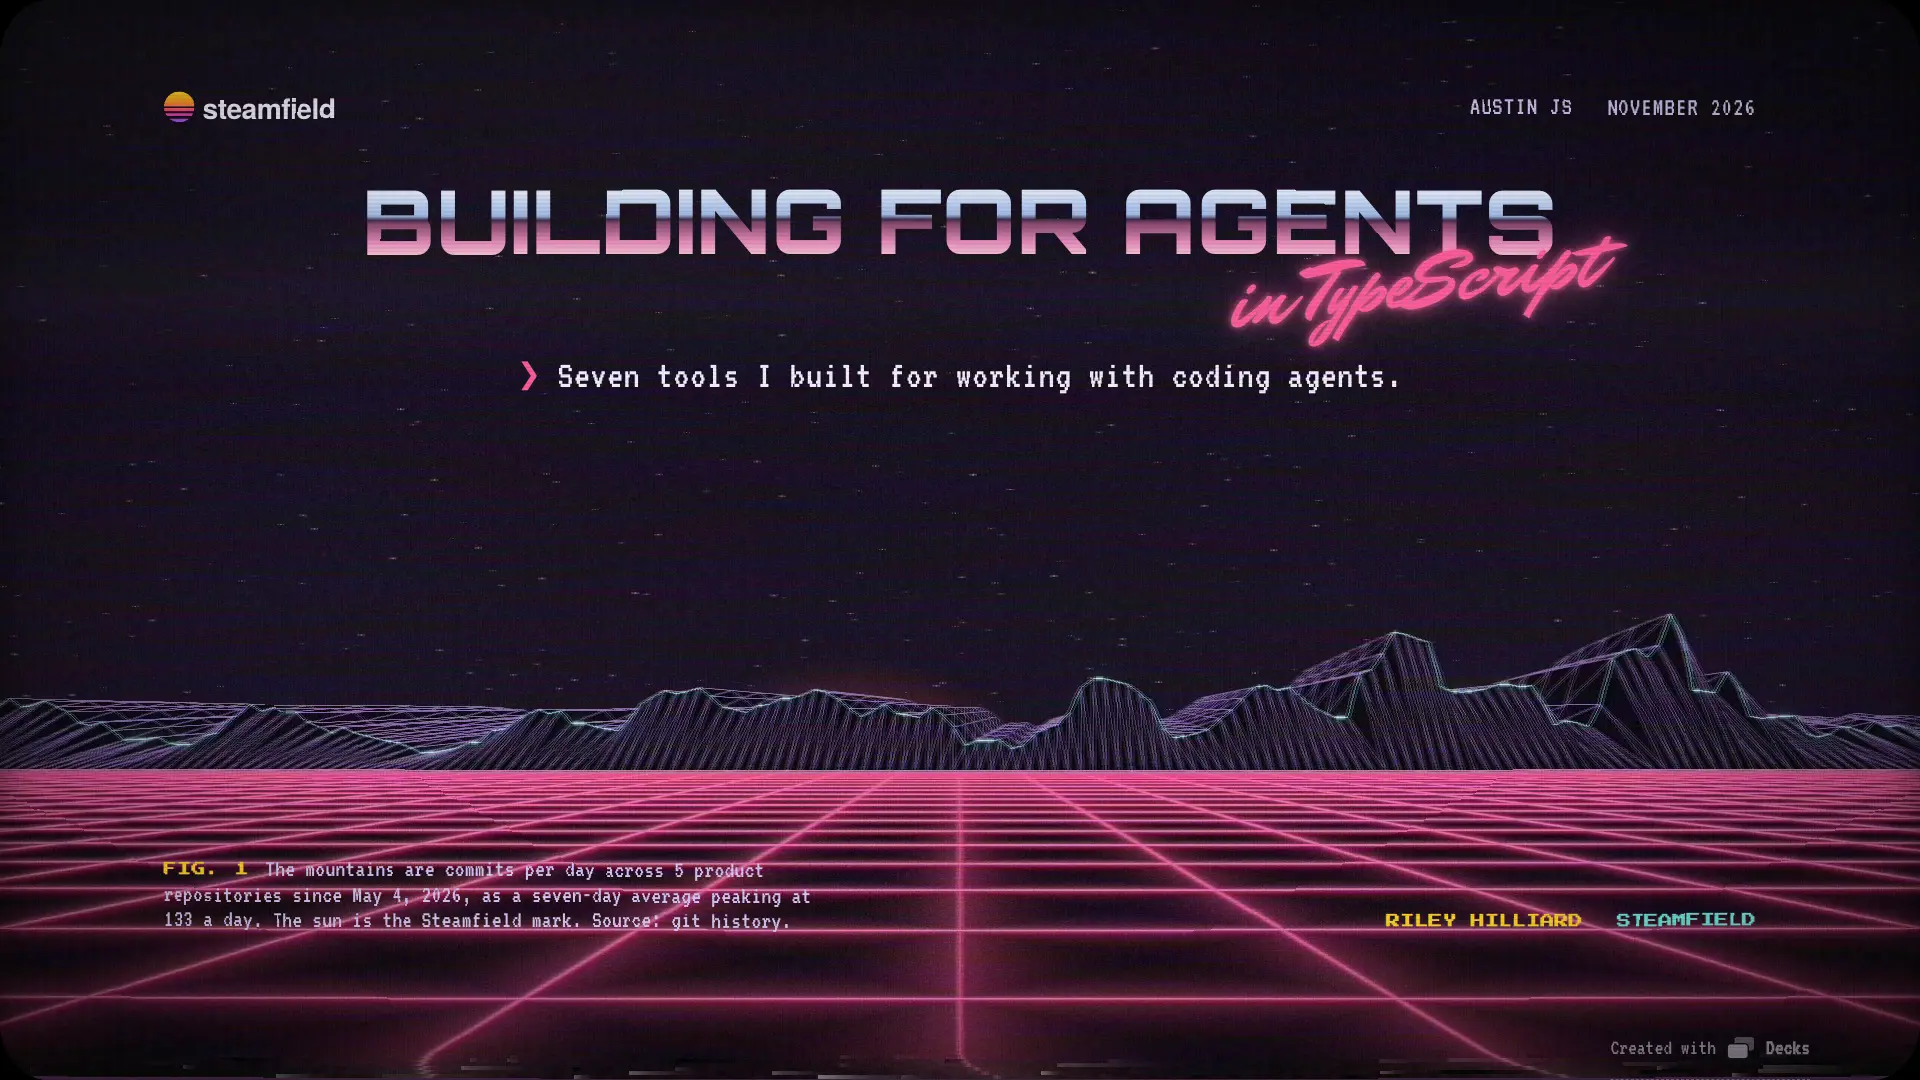 steamfield
AUSTIN JS NOVEMBER 2026
BUILDING FOR AGENTS
in TypeScript
❯ Seven tools I built for working with coding agents.
FIG. 1 The mountains are commits per day across 5 product
repositories since May 4, 2026, as a seven-day average peaking at
133 a day. The sun is the Steamfield mark. Source: git history.
RILEY HILLIARD STEAMFIELD
Created with Decks